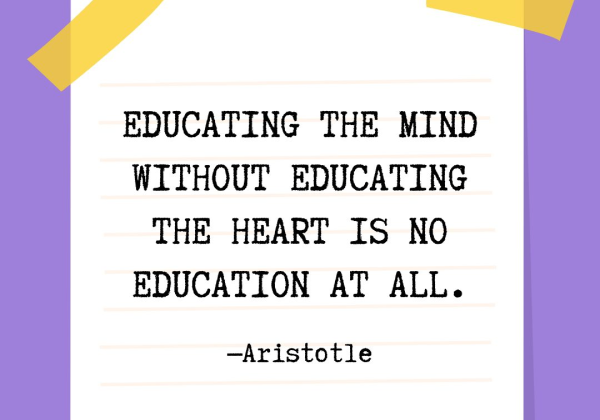 EDUCATING THE MIND
WITHOUT EDUCATING
THE HEART IS NO
EDUCATION AT ALL.
—Aristotle